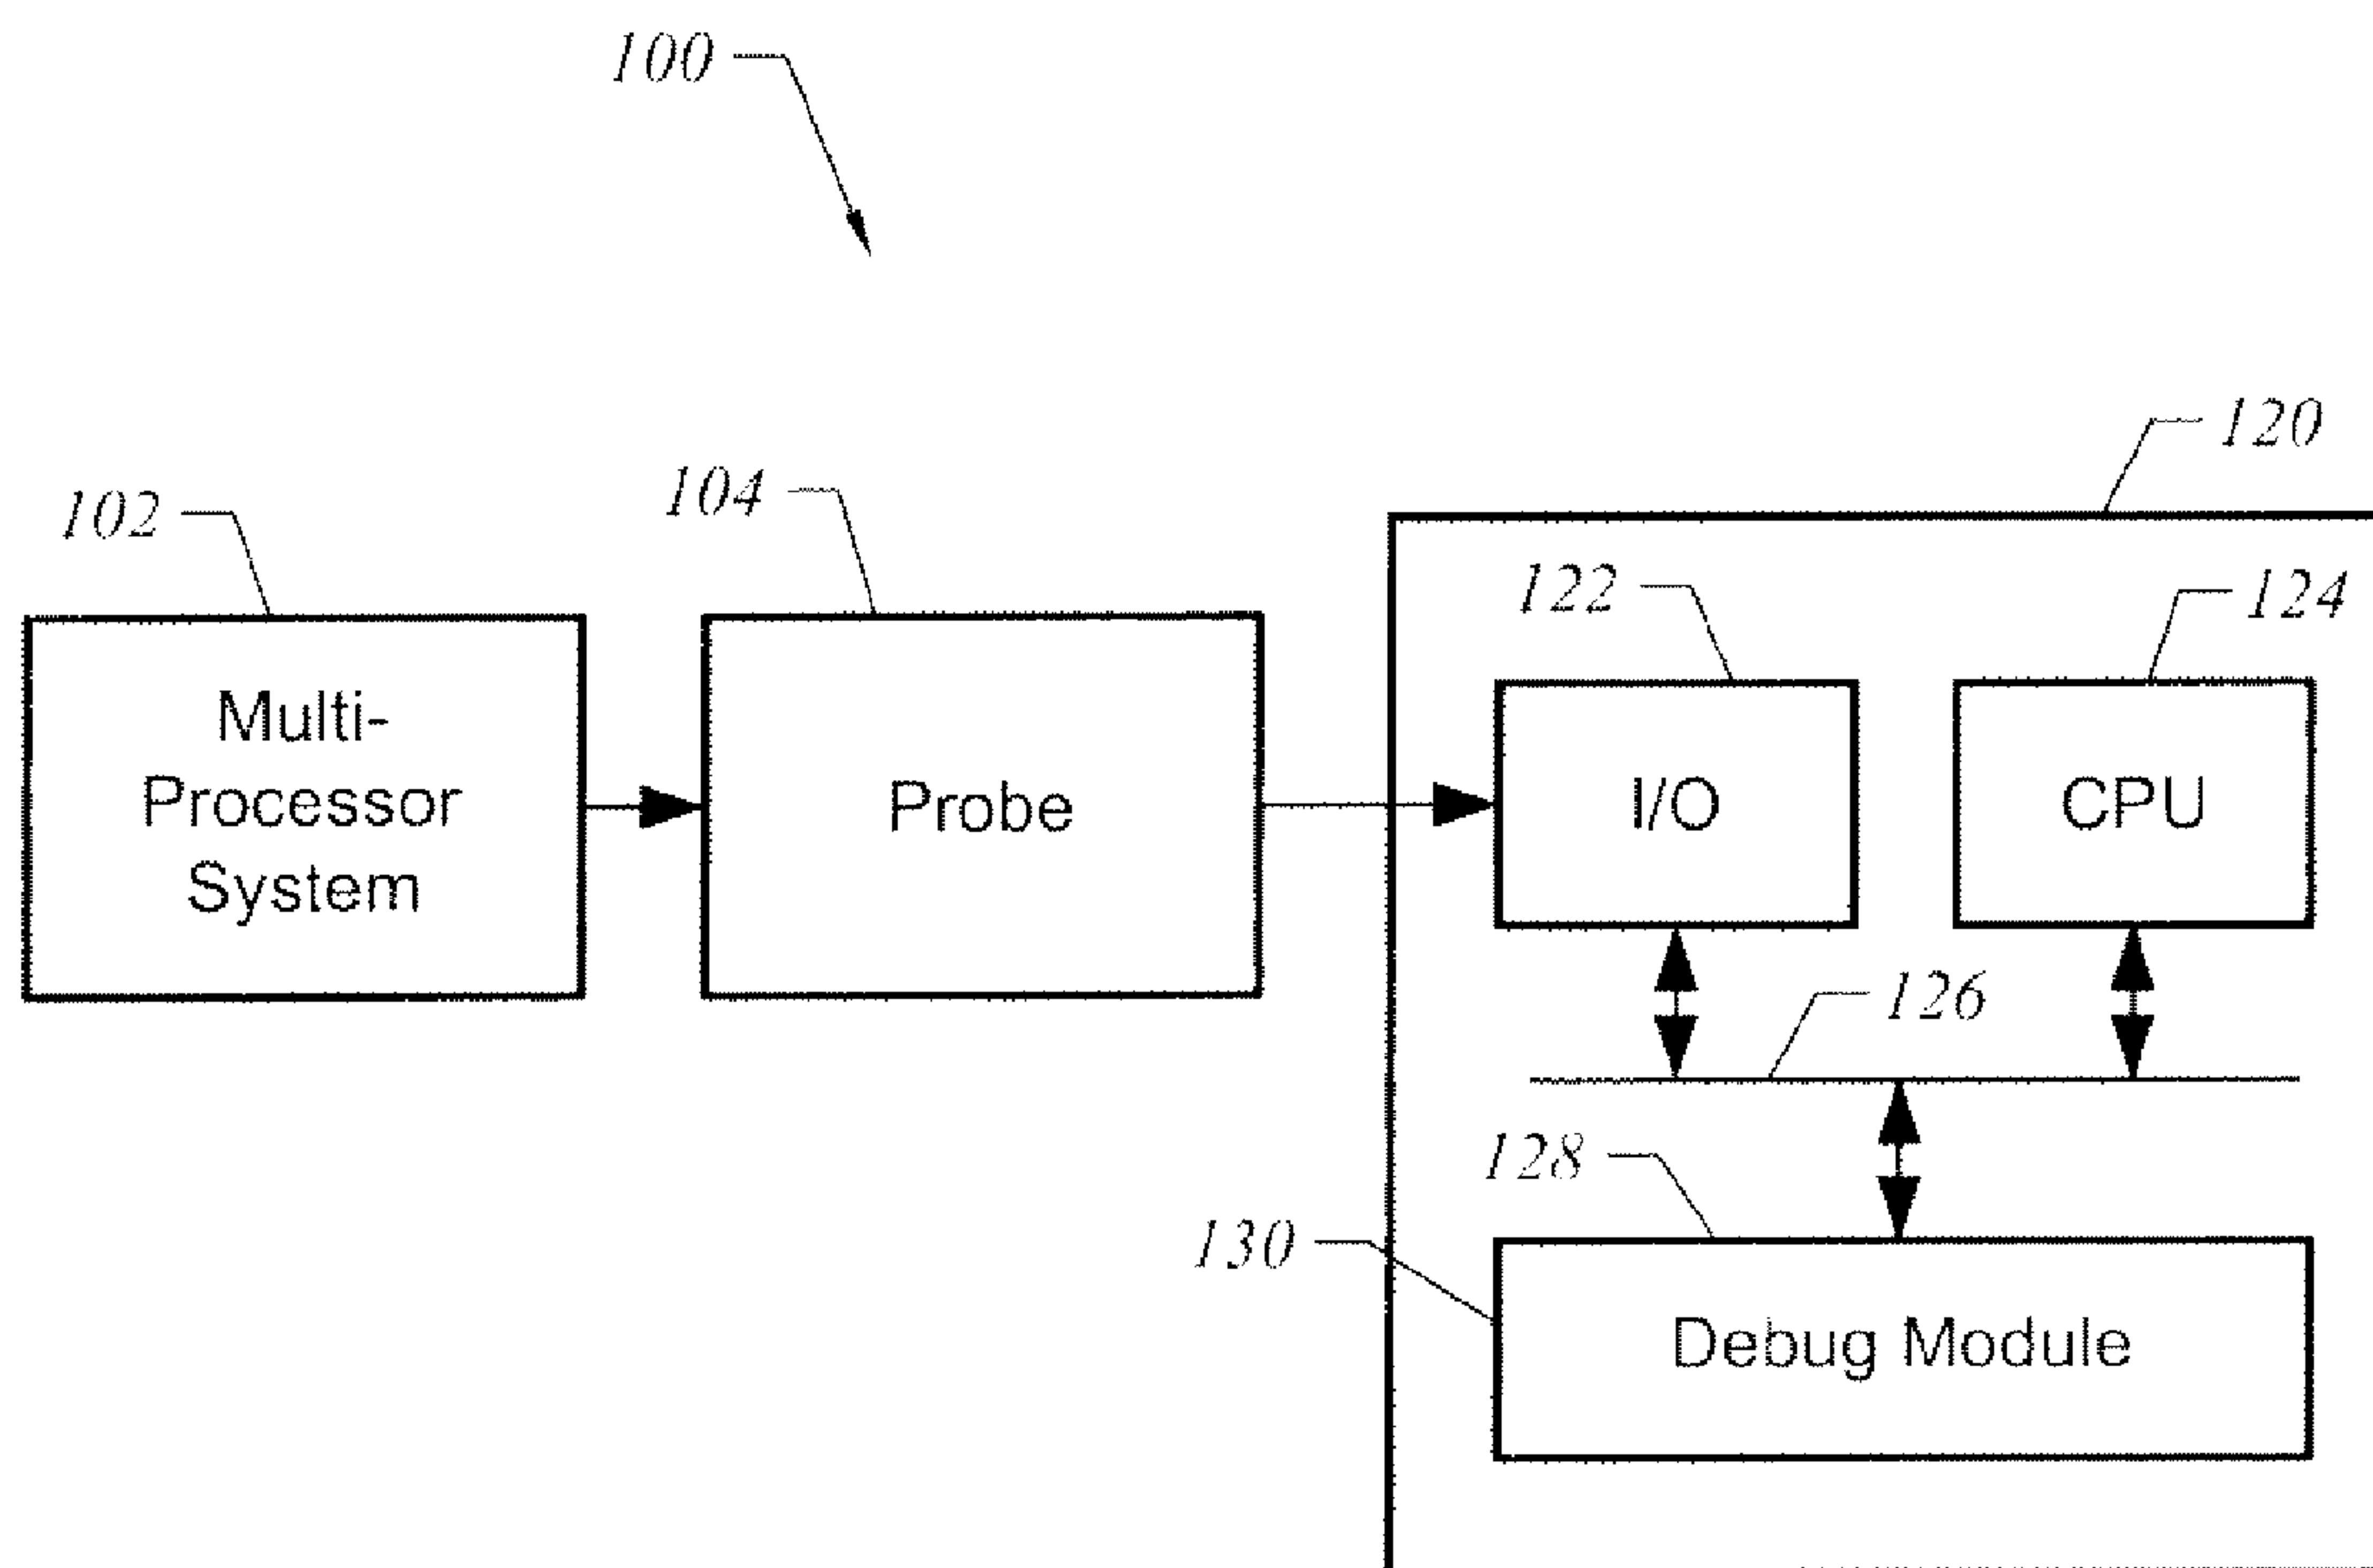 100
120
102
104
122
124
Multi-
Processor
System
Probe
I/O
CPU
126
128
130
Debug Module